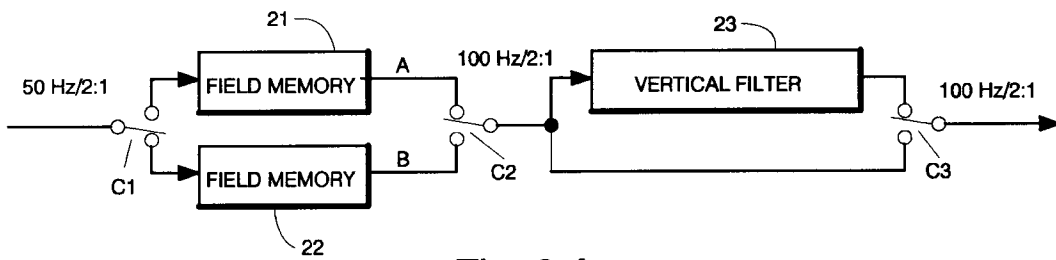 21
23
A
100 Hz/2:1
50 Hz/2:1
FIELD MEMORY
VERTICAL FILTER
100 Hz/2:1
C1
B
C2
C3
FIELD MEMORY
22